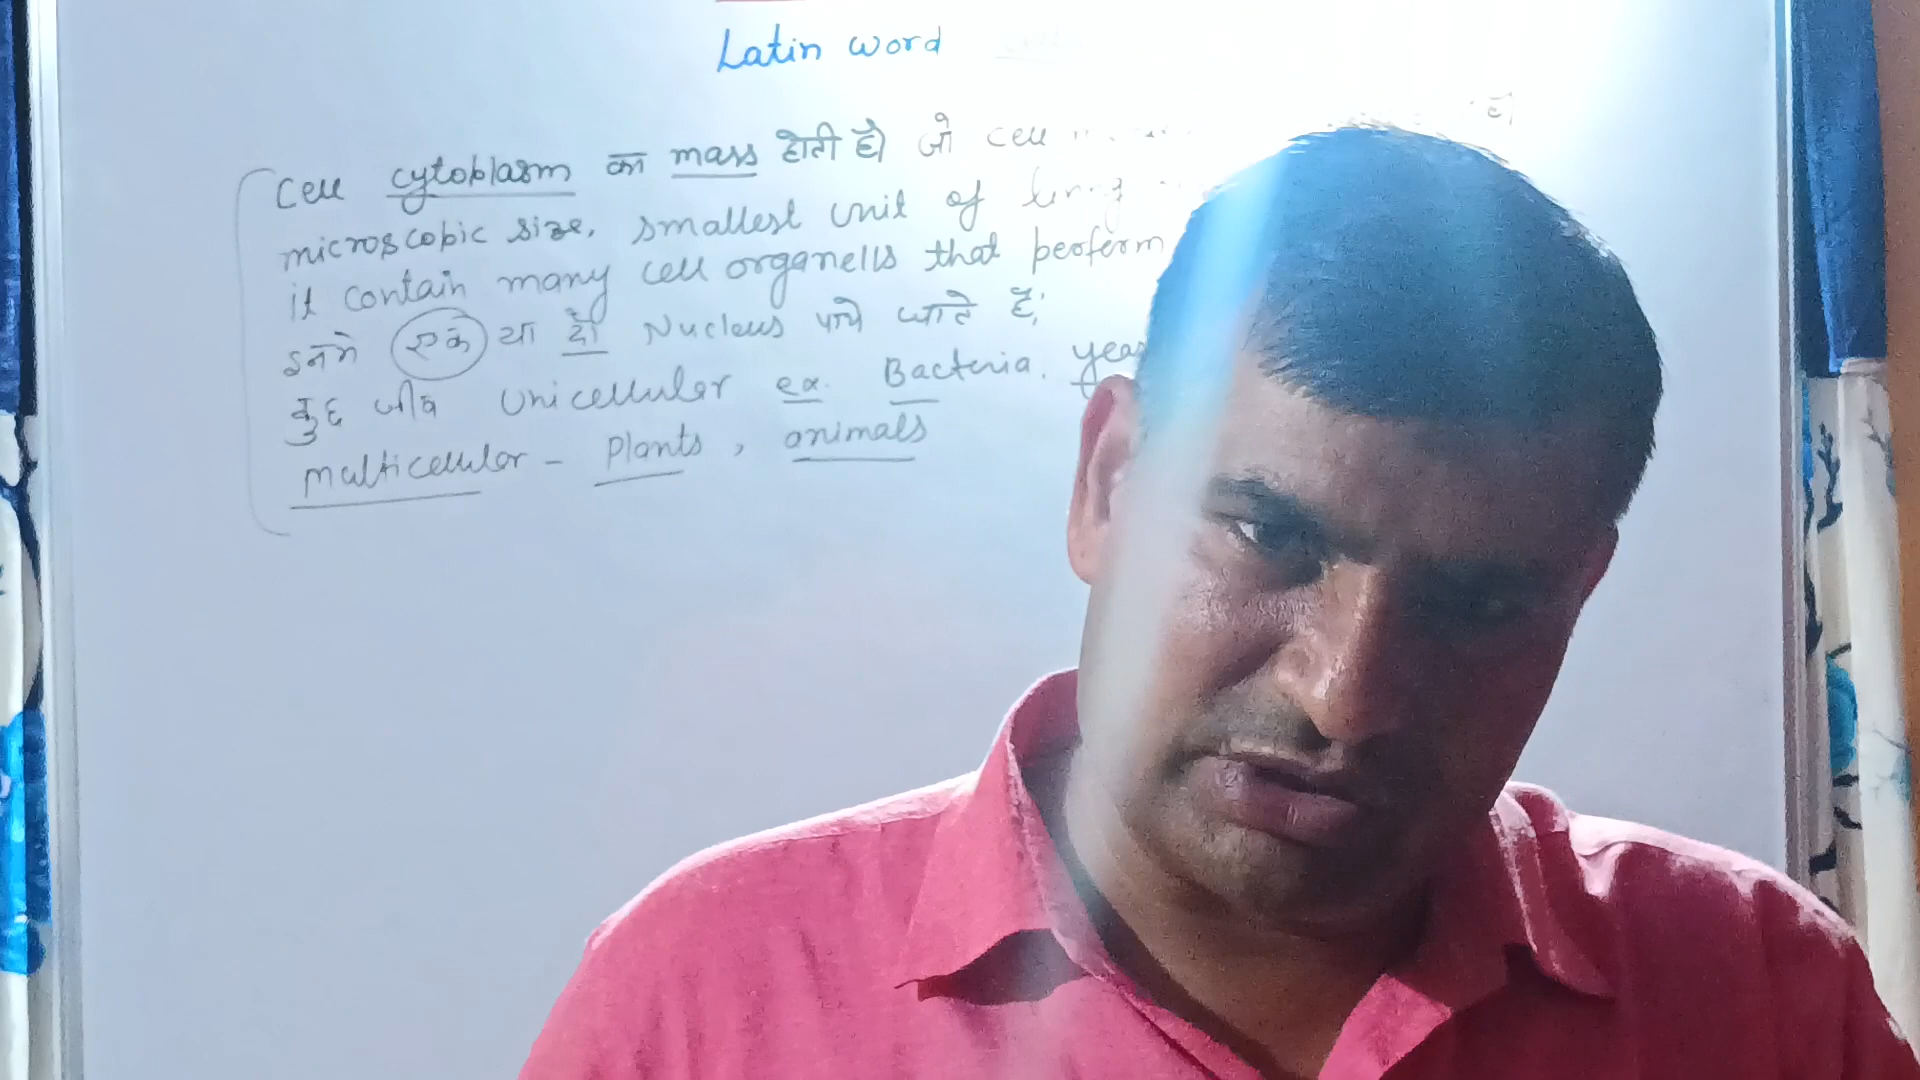 Latin word
Cell cytoplasm का mass होती है। जो cell
microscopic size, smallest unit of
it contain many cell organells that perform
इनमे एक या दो Nucleus पाये जाते है;
कुछ जीव Unicellular ex. Bacteria,
multicellular - Plants, animals